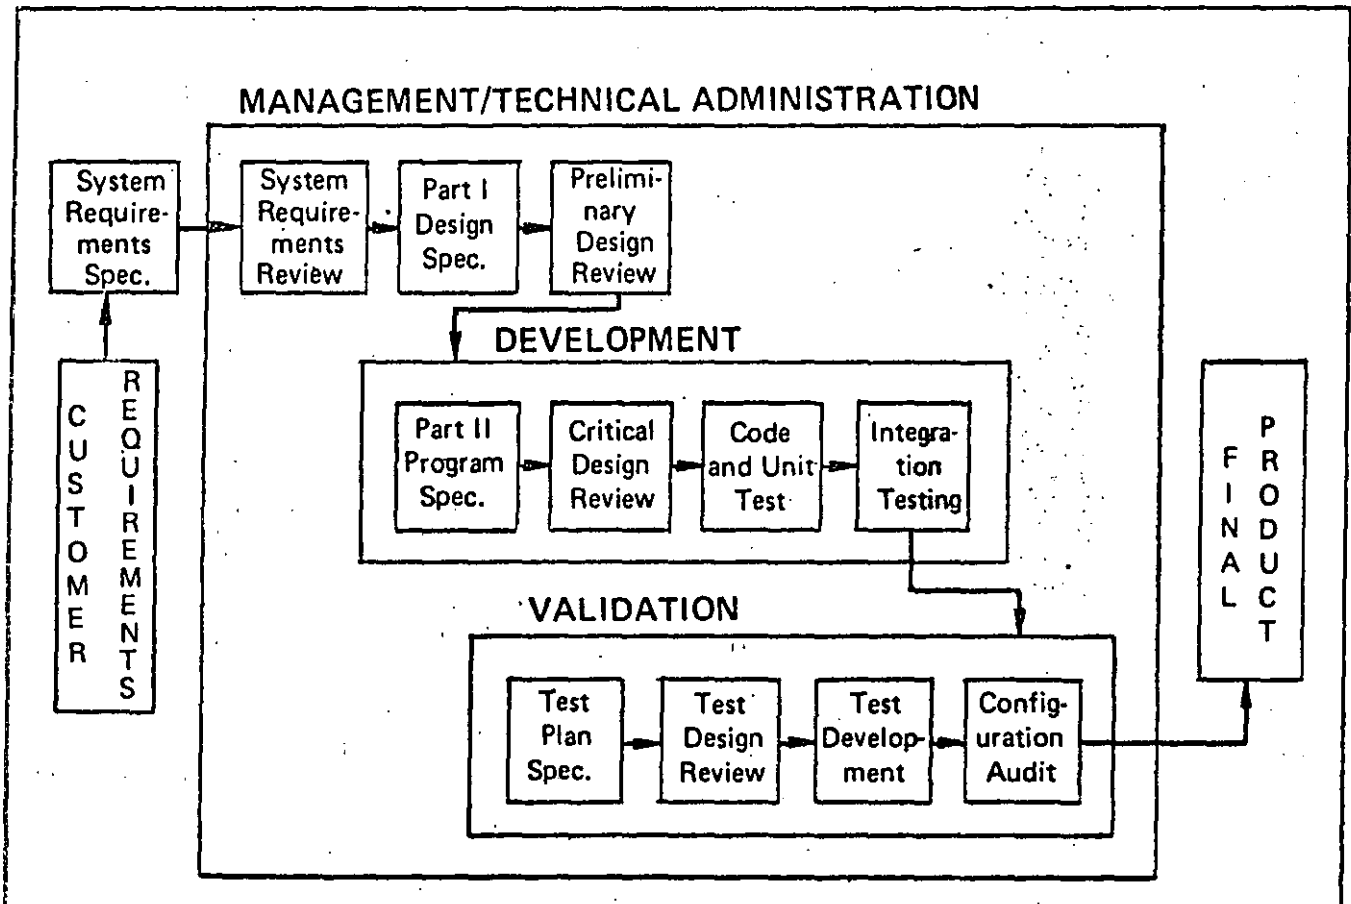 MANAGEMENT/TECHNICAL ADMINISTRATION
System
Require-
ments
Spec.
System
Require-
ments
Review
Part I
Design
Spec.
Prelimi-
nary
Design
Review
CUSTOMER
REQUIREMENTS
DEVELOPMENT
Part II
Program
Spec.
Critical
Design
Review
Code
and Unit
Test
Integra-
tion
Testing
VALIDATION
Test
Plan
Spec.
Test
Design
Review
Test
Develop-
ment
Config-
uration
Audit
FINAL
PRODUCT